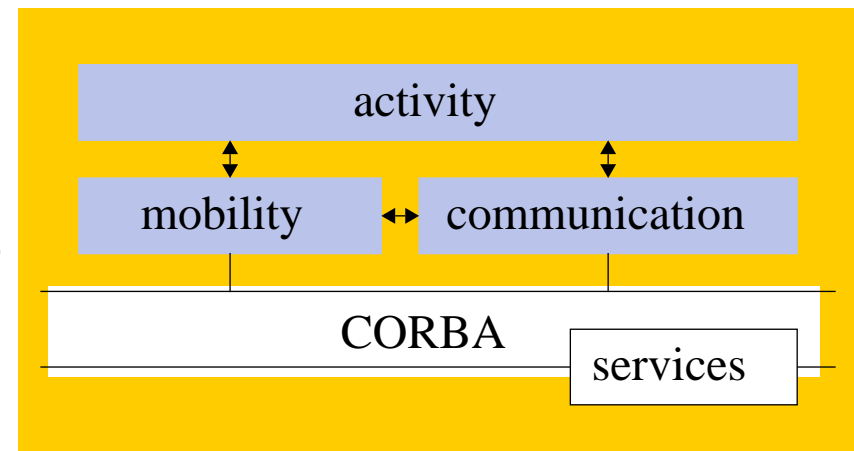 activity
mobility
communication
CORBA
services